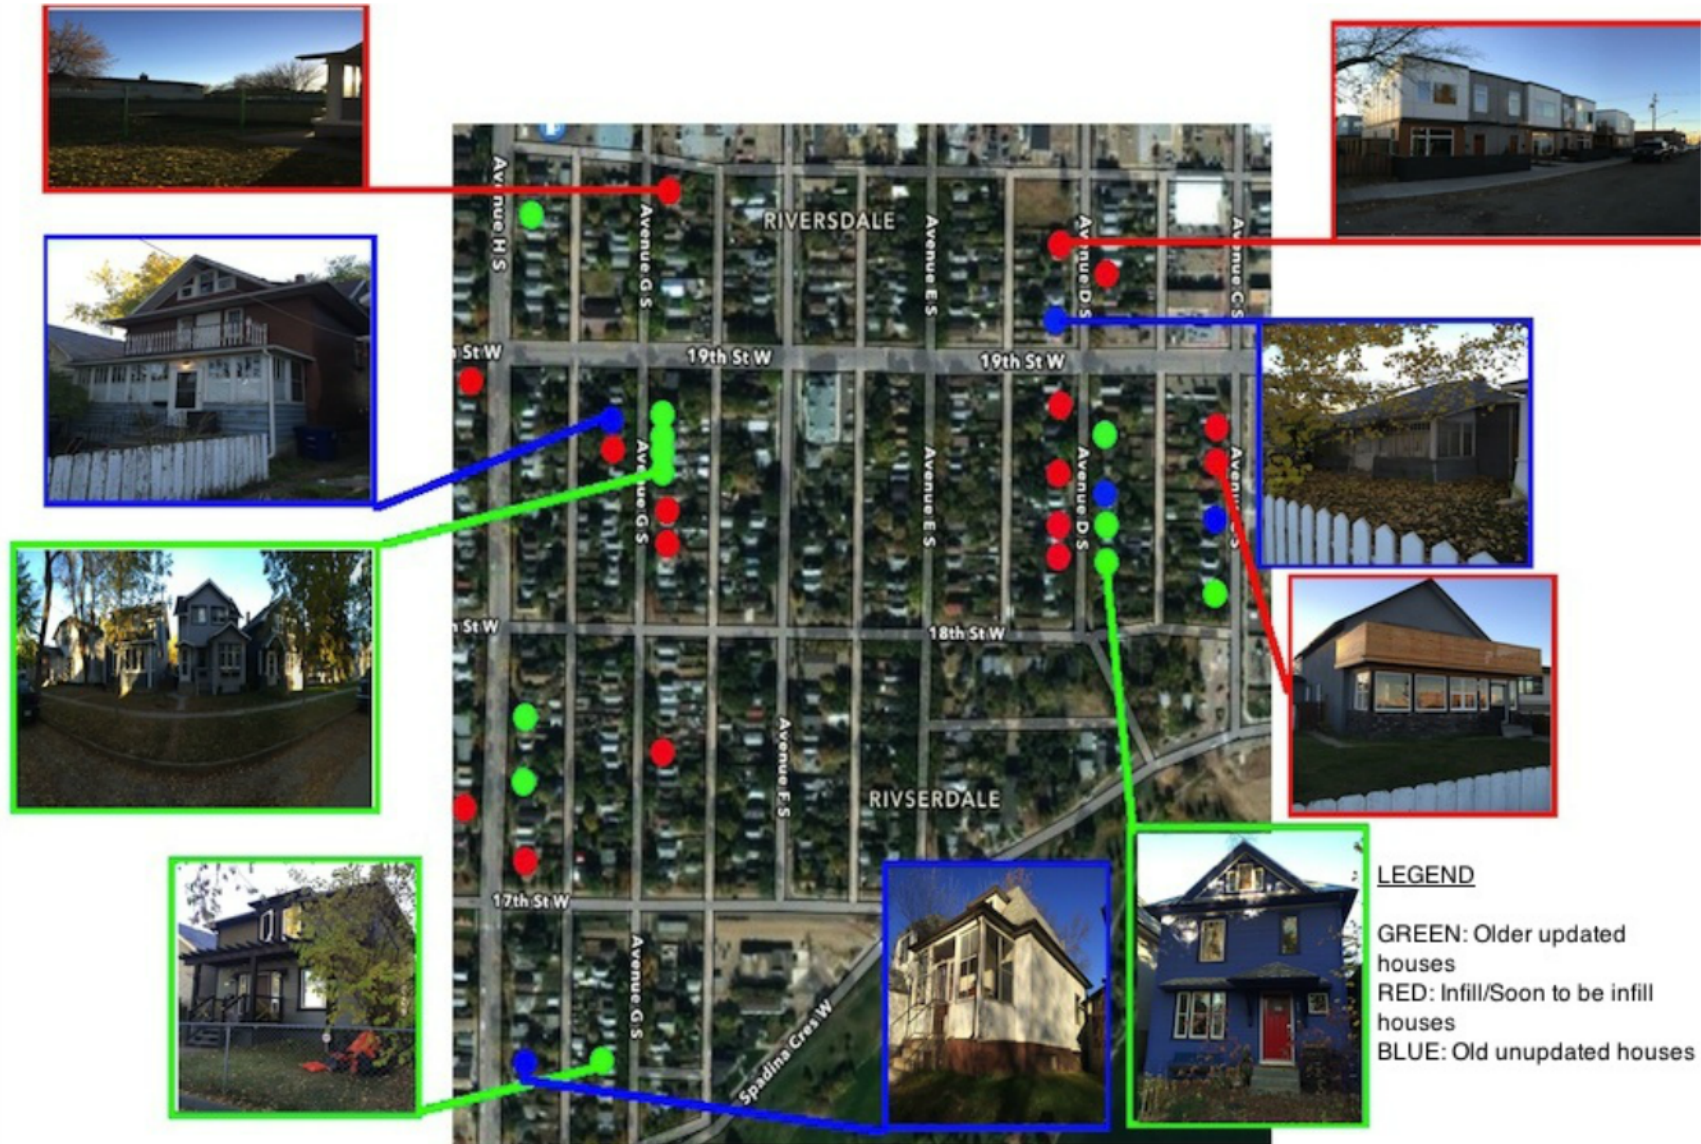 Avenue H S
Avenue G S
RIVERSDALE
Avenue E S
Avenue D S
Avenue C S
St W
19th St W
19th St W
Avenue G S
Avenue E S
Avenue D S
St W
18th St W
Avenue F S
RIVSERDALE
17th St W
Avenue G S
Spadina Cres W
LEGEND
GREEN: Older updated
houses
RED: Infill/Soon to be infill
houses
BLUE: Old unupdated houses